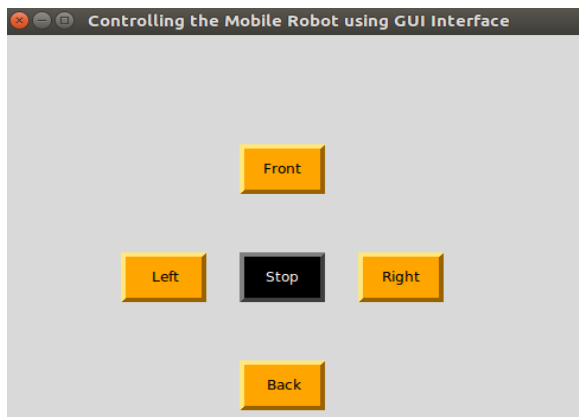 Controlling the Mobile Robot using GUI Interface
Front
Left Stop Right
Back